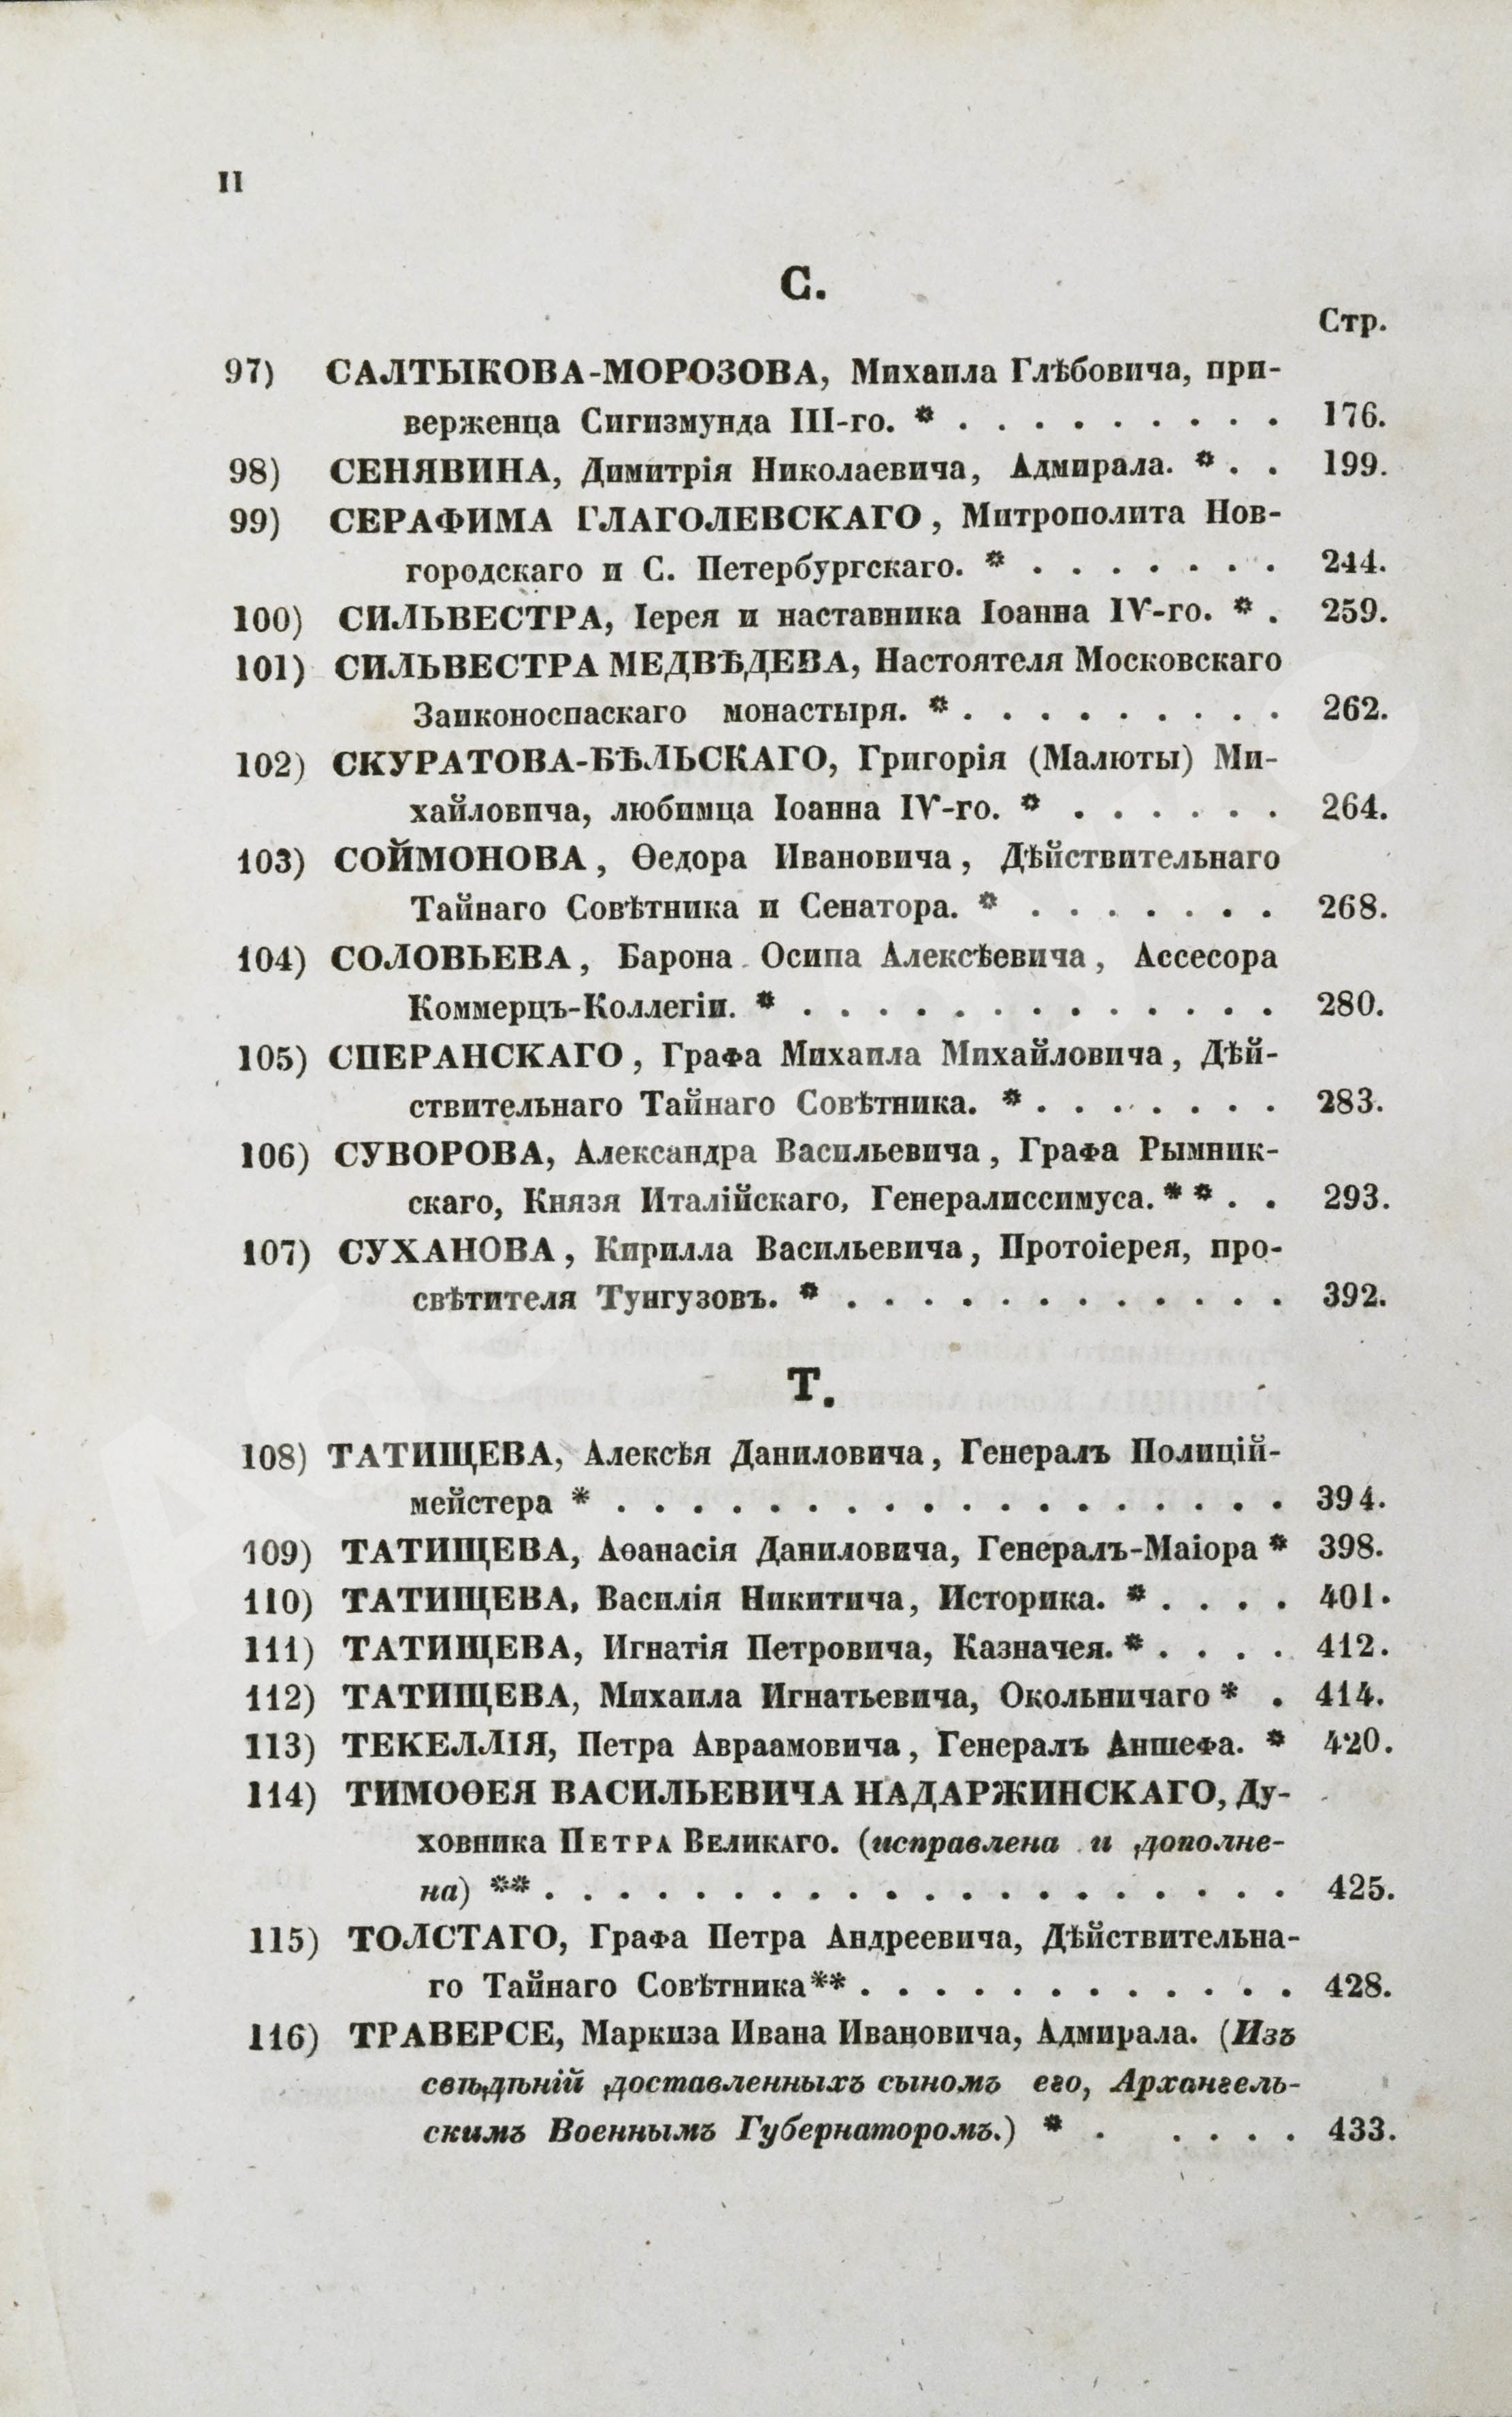 II
С.
Стр.
97) САЛТЫКОВА-МОРОЗОВА, Михаила Глѣбовича, при-
верженца Сигизмунда III-го. * . . . . . . . . . 176.
98) СЕНЯВИНА, Димитрія Николаевича, Адмирала. * . . 199.
99) СЕРАФИМА ГЛАГОЛЕВСКАГО, Митрополита Нов-
городскаго и С. Петербургскаго. * . . . . . . . 244.
100) СИЛЬВЕСТРА, Іерея и наставника Іоанна IV-го. * . 259.
101) СИЛЬВЕСТРА МЕДВѢДЕВА, Настоятеля Московскаго
Заиконоспаскаго монастыря. * . . . . . . . . . 262.
102) СКУРАТОВА-БѢЛЬСКАГО, Григорія (Малюты) Ми-
хайловича, любимца Іоанна IV-го. * . . . . . . 264.
103) СОЙМОНОВА, Ѳедора Ивановича, Дѣйствительнаго
Тайнаго Совѣтника и Сенатора. * . . . . . . . 268.
104) СОЛОВЬЕВА, Барона Осипа Алексѣевича, Ассесора
Коммерцъ-Коллегіи. * . . . . . . . . . . . . . 280.
105) СПЕРАНСКАГО, Графа Михаила Михайловича, Дѣй-
ствительнаго Тайнаго Совѣтника. * . . . . . . . 283.
106) СУВОРОВА, Александра Васильевича, Графа Рымник-
скаго, Князя Италійскаго, Генералиссимуса. * * . . 293.
107) СУХАНОВА, Кирилла Васильевича, Протоіерея, про-
свѣтителя Тунгузовъ. * . . . . . . . . . . . . 392.
Т.
108) ТАТИЩЕВА, Алексѣя Даниловича, Генералъ Полицій-
мейстера * . . . . . . . . . . . . . . . . . . 394.
109) ТАТИЩЕВА, Аѳанасія Даниловича, Генералъ-Маіора * 398.
110) ТАТИЩЕВА, Василія Никитича, Историка. * . . . . 401.
111) ТАТИЩЕВА, Игнатія Петровича, Казначея. * . . . . 412.
112) ТАТИЩЕВА, Михаила Игнатьевича, Окольничаго * . 414.
113) ТЕКЕЛЛІЯ, Петра Авраамовича, Генералъ Аншефа. * 420.
114) ТИМОѲЕЯ ВАСИЛЬЕВИЧА НАДАРЖИНСКАГО, Ду-
ховника ПЕТРА ВЕЛИКАГО. (исправлена и дополне-
на) ** . . . . . . . . . . . . . . . . . . . . 425.
115) ТОЛСТАГО, Графа Петра Андреевича, Дѣйствительна-
го Тайнаго Совѣтника** . . . . . . . . . . . . 428.
116) ТРАВЕРСЕ, Маркиза Ивана Ивановича, Адмирала. (Изъ
свѣдѣній доставленныхъ сыномъ его, Архангель-
скимъ Военнымъ Губернаторомъ.) * . . . . . 433.